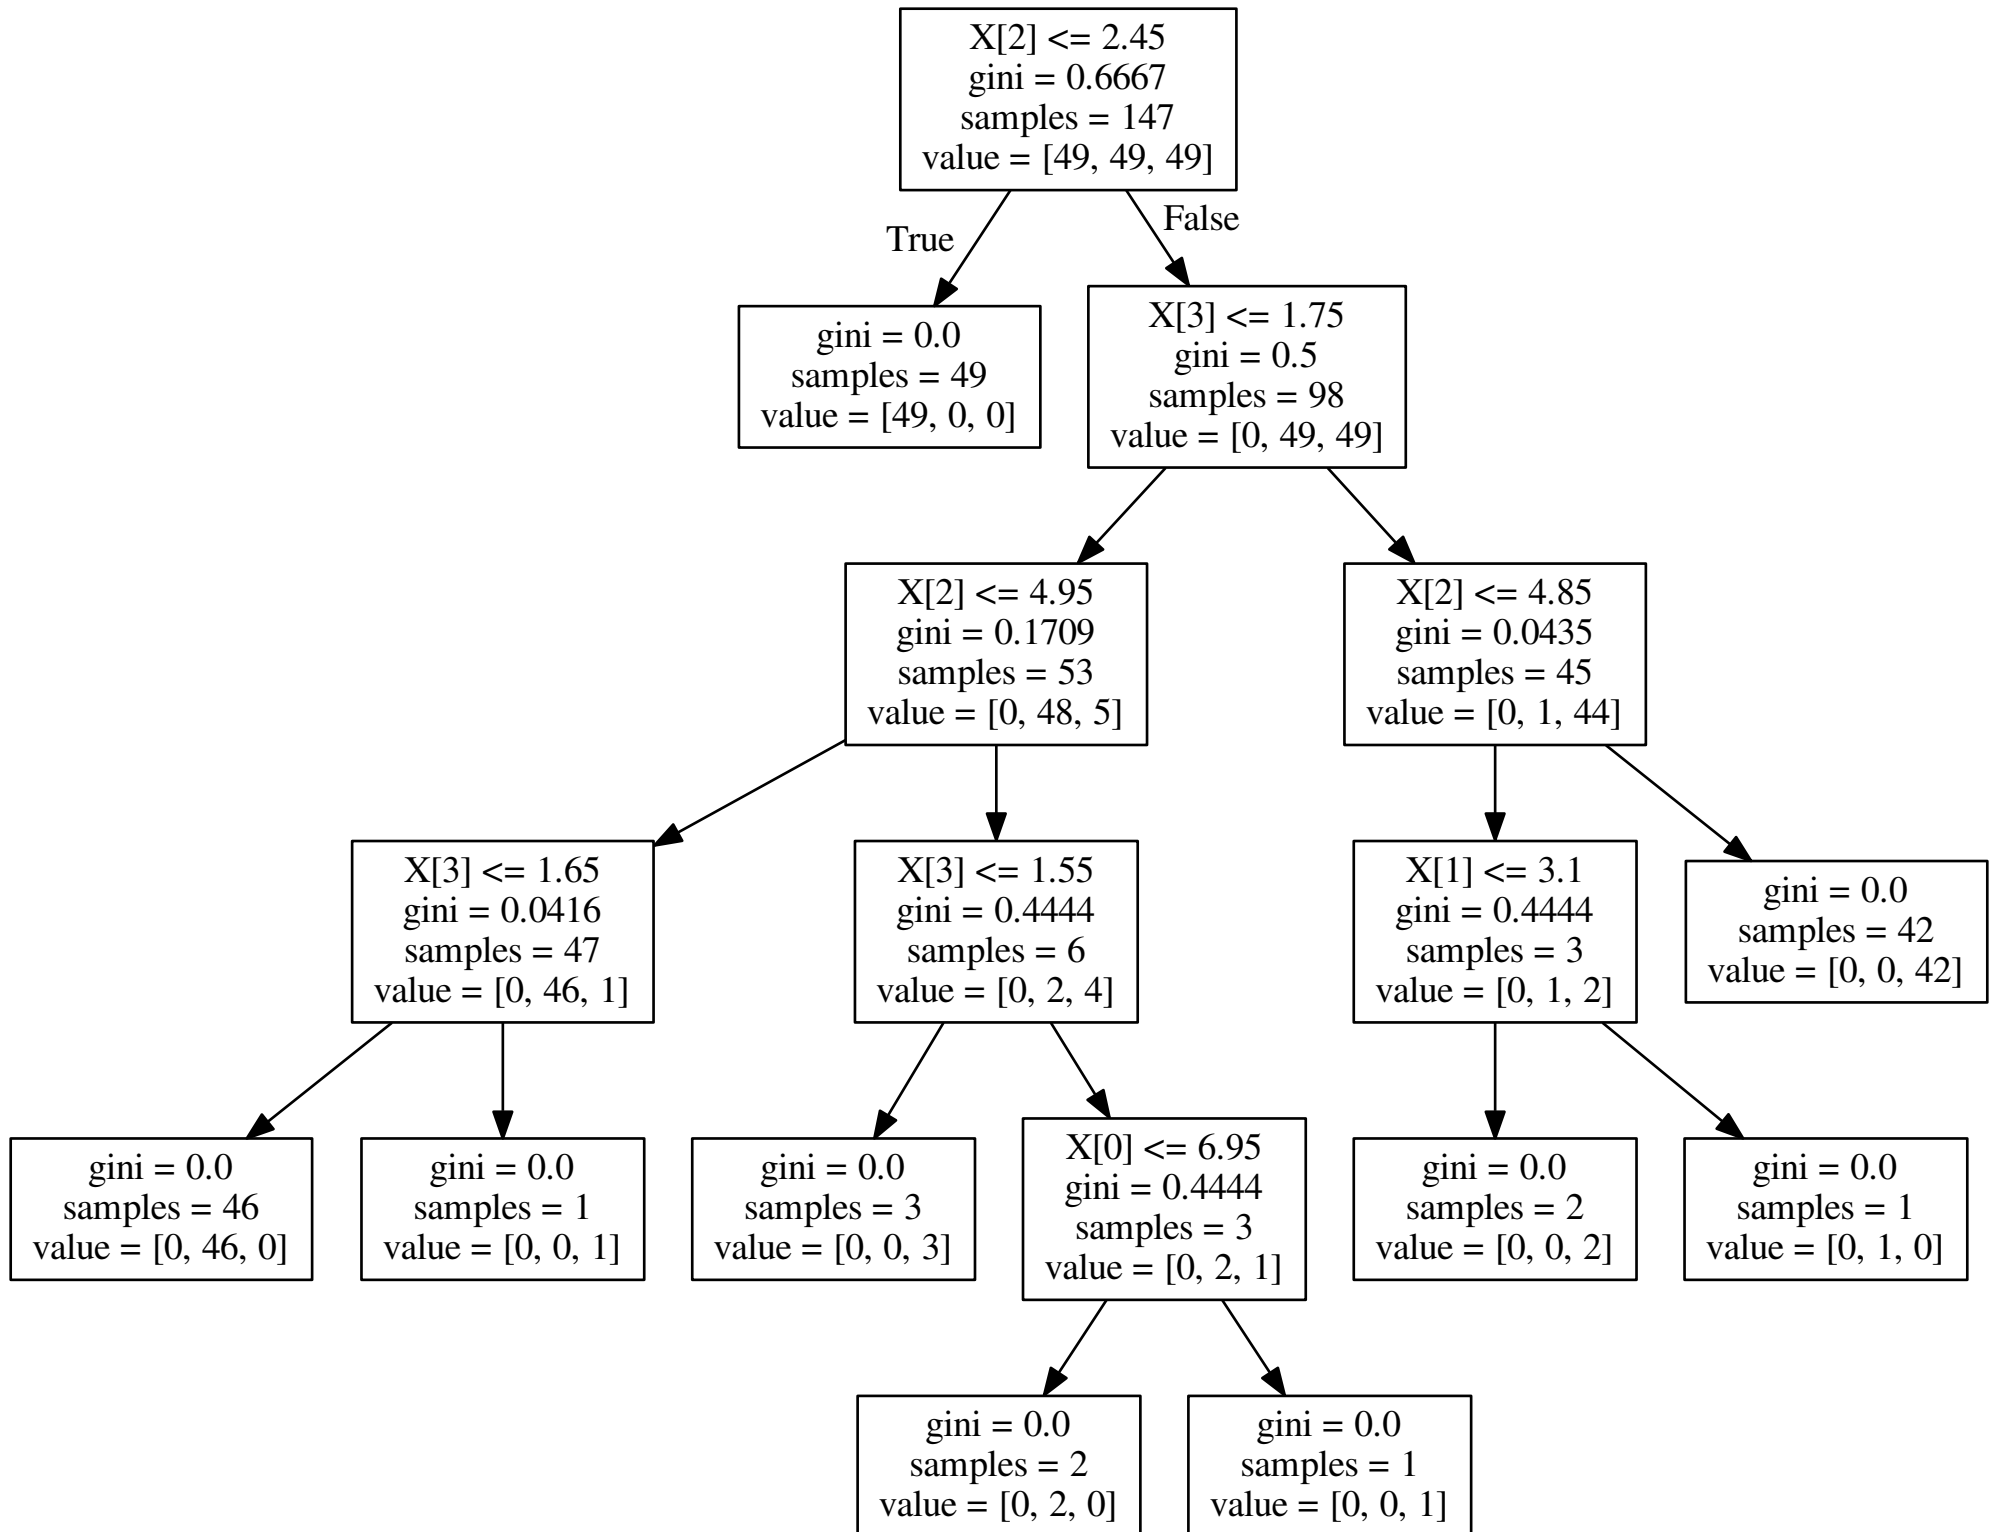 X[2] <= 2.45
gini = 0.6667
samples = 147
value = [49, 49, 49]
True
False
gini = 0.0
samples = 49
value = [49, 0, 0]
X[3] <= 1.75
gini = 0.5
samples = 98
value = [0, 49, 49]
X[2] <= 4.95
gini = 0.1709
samples = 53
value = [0, 48, 5]
X[2] <= 4.85
gini = 0.0435
samples = 45
value = [0, 1, 44]
X[3] <= 1.65
gini = 0.0416
samples = 47
value = [0, 46, 1]
X[3] <= 1.55
gini = 0.4444
samples = 6
value = [0, 2, 4]
X[1] <= 3.1
gini = 0.4444
samples = 3
value = [0, 1, 2]
gini = 0.0
samples = 42
value = [0, 0, 42]
gini = 0.0
samples = 46
value = [0, 46, 0]
gini = 0.0
samples = 1
value = [0, 0, 1]
gini = 0.0
samples = 3
value = [0, 0, 3]
X[0] <= 6.95
gini = 0.4444
samples = 3
value = [0, 2, 1]
gini = 0.0
samples = 2
value = [0, 0, 2]
gini = 0.0
samples = 1
value = [0, 1, 0]
gini = 0.0
samples = 2
value = [0, 2, 0]
gini = 0.0
samples = 1
value = [0, 0, 1]